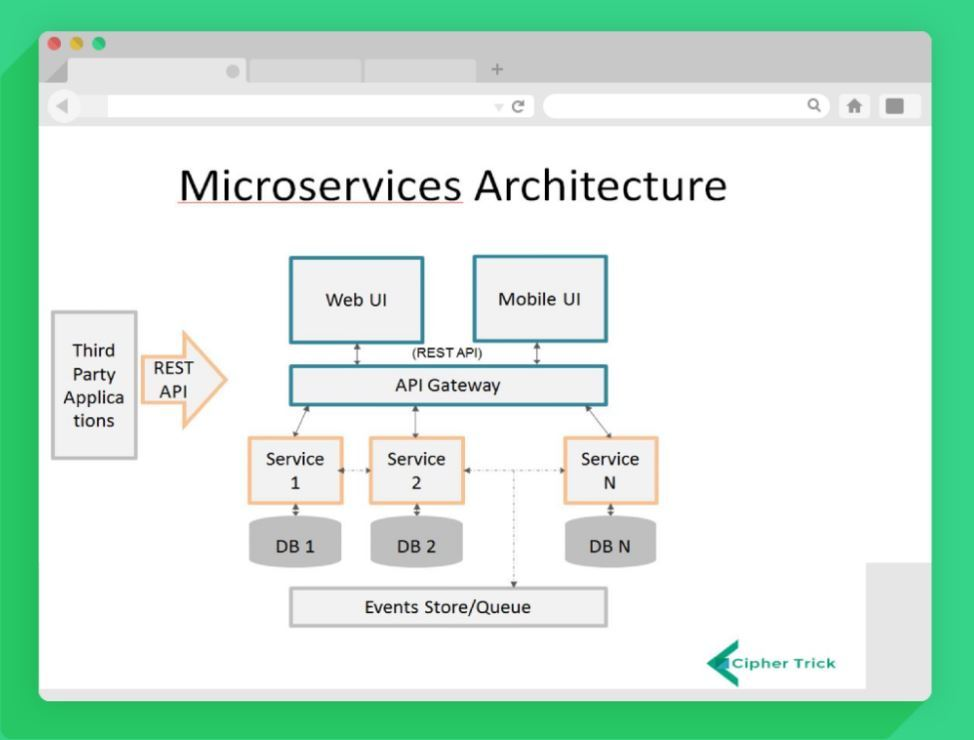 Microservices Architecture
Web UI
Mobile UI
Third
Party
Applica
tions
REST
API
(REST API)
API Gateway
Service
1
Service
2
Service
N
DB 1
DB 2
DB N
Events Store/Queue
Cipher Trick